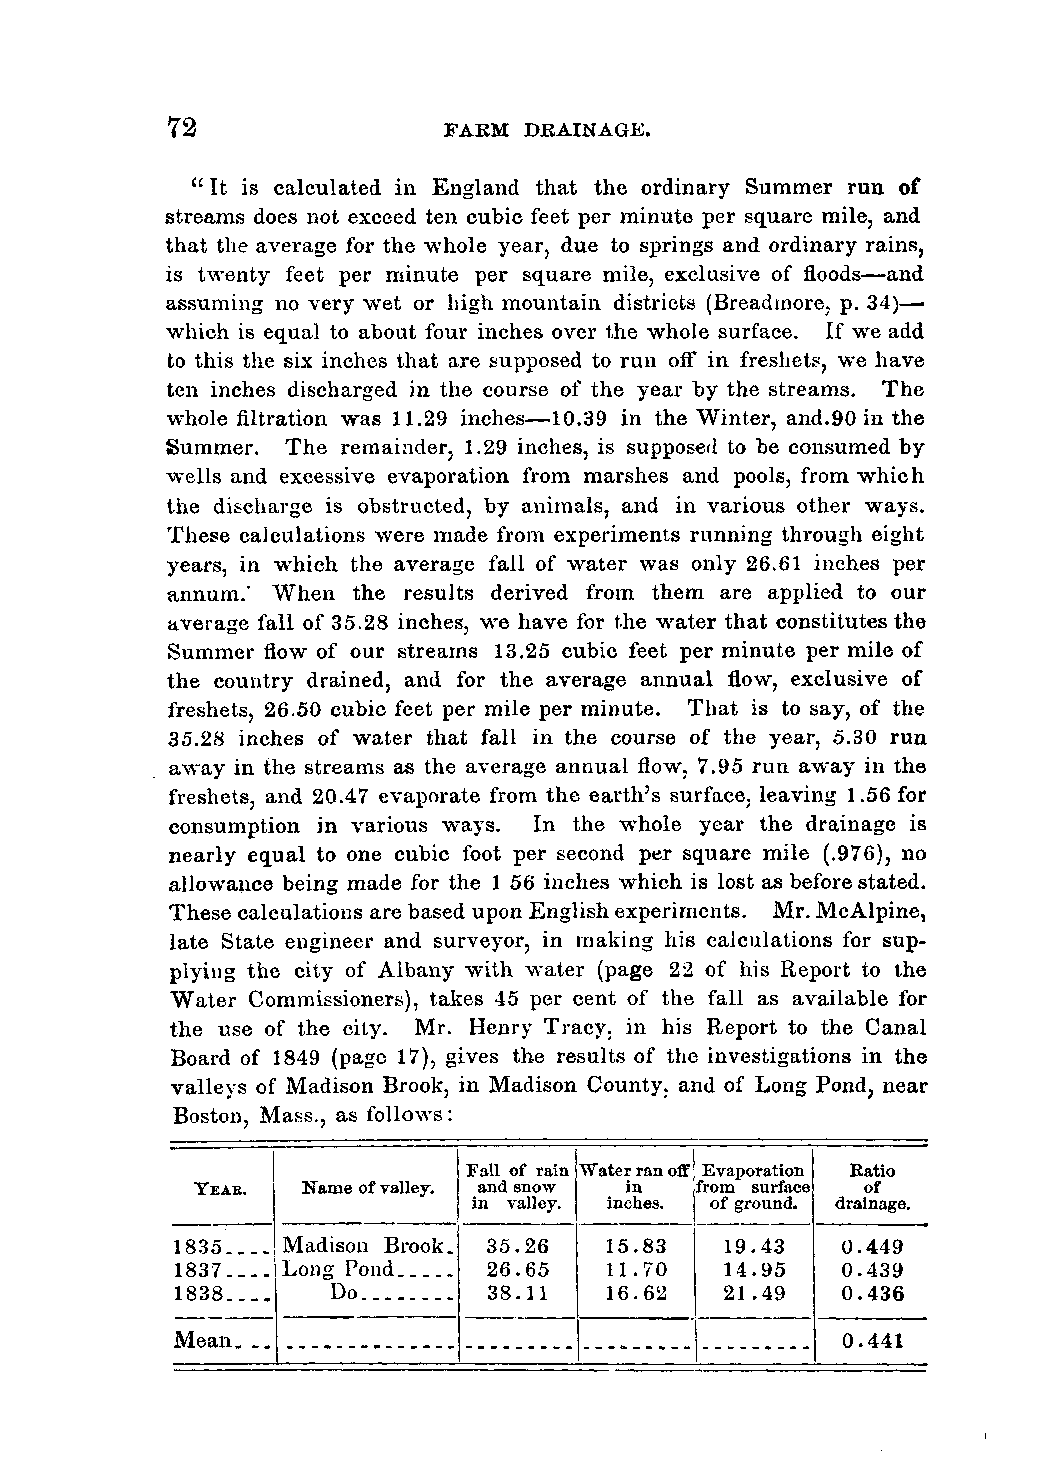 72 FARM DRAINAGE.
“It is calculated in England that the ordinary Summer run of
streams does not exceed ten cubic feet per minute per square mile, and
that the average for the whole year, due to springs and ordinary rains,
is twenty feet per minute per square mile, exclusive of floods—and
assuming no very wet or high mountain districts (Breadmore, p. 34)—
which is equal to about four inches over the whole surface. If we add
to this the six inches that are supposed to run off in freshets, we have
ten inches discharged in the course of the year by the streams. The
whole filtration was 11.29 inches—10.39 in the Winter, and .90 in the
Summer. The remainder, 1.29 inches, is supposed to be consumed by
wells and excessive evaporation from marshes and pools, from which
the discharge is obstructed, by animals, and in various other ways.
These calculations were made from experiments running through eight
years, in which the average fall of water was only 26.61 inches per
annum. When the results derived from them are applied to our
average fall of 35.28 inches, we have for the water that constitutes the
Summer flow of our streams 13.25 cubic feet per minute per mile of
the country drained, and for the average annual flow, exclusive of
freshets, 26.50 cubic feet per mile per minute. That is to say, of the
35.28 inches of water that fall in the course of the year, 5.30 run
away in the streams as the average annual flow, 7.95 run away in the
freshets, and 20.47 evaporate from the earth's surface, leaving 1.56 for
consumption in various ways. In the whole year the drainage is
nearly equal to one cubic foot per second per square mile (.976), no
allowance being made for the 1 56 inches which is lost as before stated.
These calculations are based upon English experiments. Mr. McAlpine,
late State engineer and surveyor, in making his calculations for sup-
plying the city of Albany with water (page 22 of his Report to the
Water Commissioners), takes 45 per cent of the fall as available for
the use of the city. Mr. Henry Tracy, in his Report to the Canal
Board of 1849 (page 17), gives the results of the investigations in the
valleys of Madison Brook, in Madison County, and of Long Pond, near
Boston, Mass., as follows:
Fall of rain Water ran off Evaporation Ratio
YEAR. Name of valley. and snow in from surface of
in valley. inches. of ground. drainage.
1835.... Madison Brook. 35.26 15.83 19.43 0.449
1837.... Long Pond..... 26.65 11.70 14.95 0.439
1838.... Do........ 38.11 16.62 21.49 0.436
Mean. .. .............. ......... ......... ......... 0.441